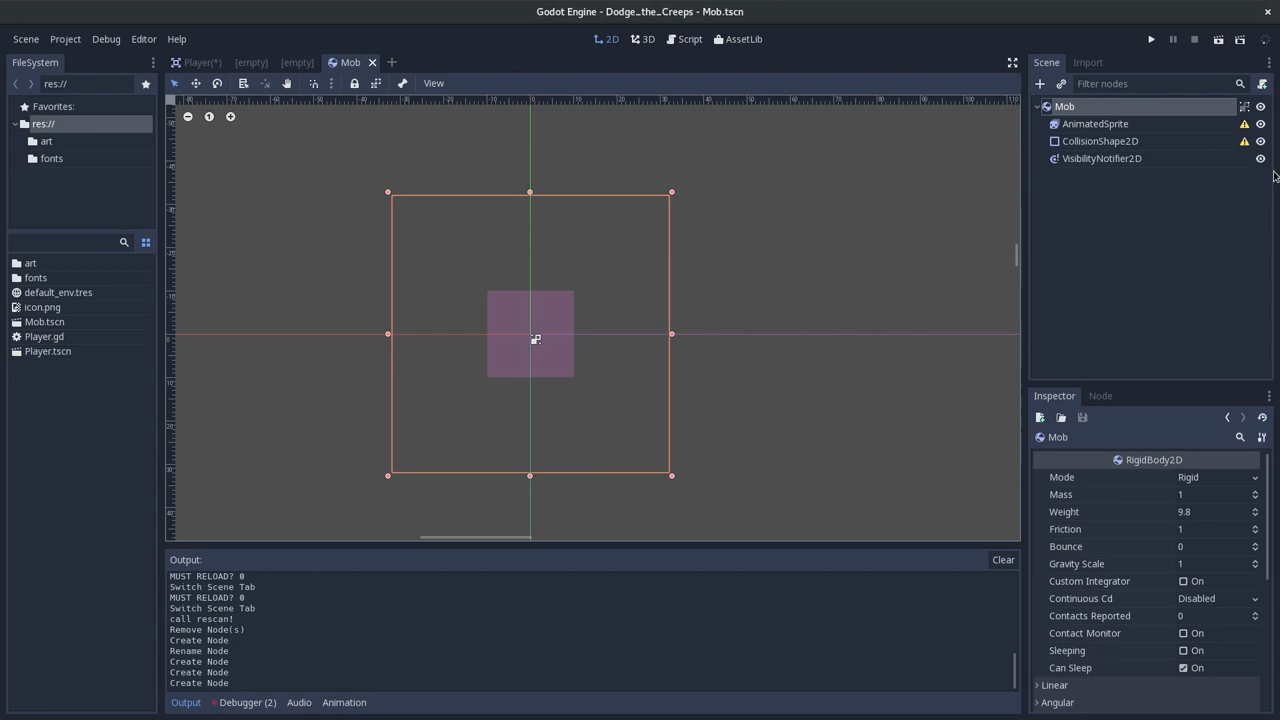 Godot Engine - Dodge_the_Creeps - Mob.tscn
Scene Project Debug Editor Help
2D 3D Script AssetLib
FileSystem
res://
Favorites:
res://
art
fonts
art
fonts
default_env.tres
icon.png
Mob.tscn
Player.gd
Player.tscn
Player(*) [empty] [empty] Mob
View
Output:
Clear
MUST RELOAD? 0
Switch Scene Tab
MUST RELOAD? 0
Switch Scene Tab
call rescan!
Remove Node(s)
Create Node
Rename Node
Create Node
Create Node
Create Node
Output Debugger (2) Audio Animation
Scene Import
Filter nodes
Mob
AnimatedSprite
CollisionShape2D
VisibilityNotifier2D
Inspector Node
Mob
RigidBody2D
Mode Rigid
Mass 1
Weight 9.8
Friction 1
Bounce 0
Gravity Scale 1
Custom Integrator On
Continuous Cd Disabled
Contacts Reported 0
Contact Monitor On
Sleeping On
Can Sleep On
Linear
Angular